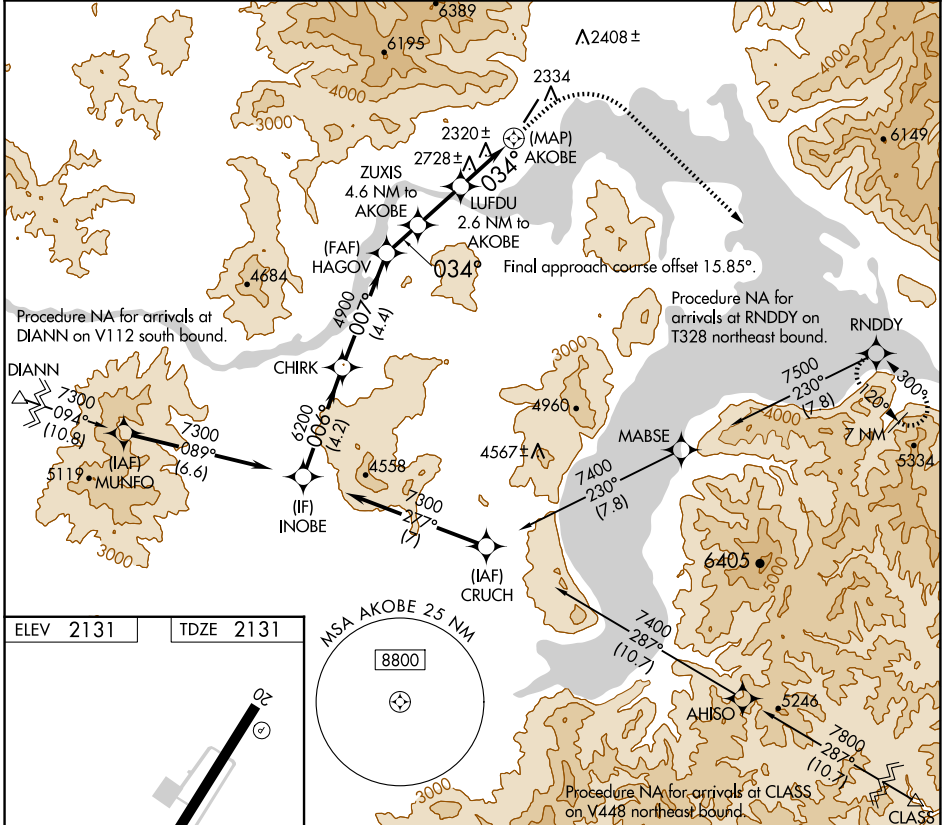 6389
6195
2408 ±
4000
4000
3000
2334
2320 ±
2728 ±
(MAP)
AKOBE
034°
6149
ZUXIS
4.6 NM to
AKOBE
LUFDU
2.6 NM to
AKOBE
(FAF)
HAGOV
034°
Final approach course offset 15.85°.
4684
4900
007°
(4.4)
Procedure NA for arrivals at
DIANN on V112 south bound.
Procedure NA for
arrivals at RNDDY on
T328 northeast bound.
RNDDY
7500
230°
(7.8)
300°
120°
7 NM
5334
4000
3000
4960
4567 ±
MABSE
7400
230°
(7.8)
CHIRK
DIANN
7300
094°
(10.8)
7300
089°
(6.6)
(IAF)
MUNFO
5119
3000
6200
006°
(4.2)
4558
(IF)
INOBE
7300
277°
(7)
(IAF)
CRUCH
6405
3000
7400
287°
(10.7)
AHISO
5246
7800
287°
(10.7)
CLASS
Procedure NA for arrivals at CLASS
on V448 northeast bound.
3000
MSA AKOBE 25 NM
8800
ELEV 2131
TDZE 2131
20
P